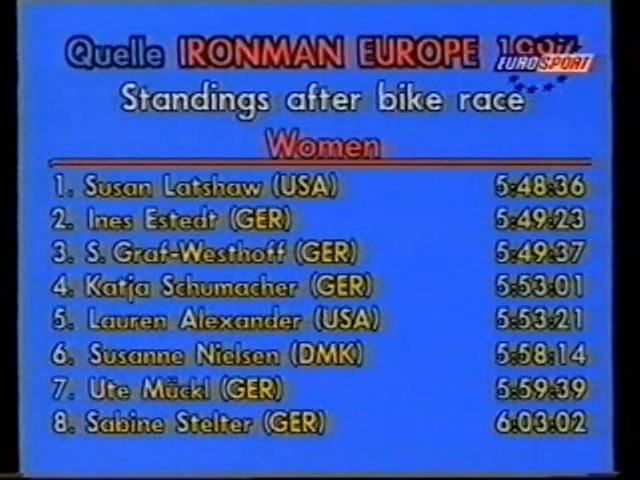 Quelle IRONMAN EUROPE 1997
EUROSPORT
Standings after bike race
Women
1. Susan Latshaw (USA) 5:48:36
2. Ines Estedt (GER) 5:49:23
3. S. Graf-Westhoff (GER) 5:49:37
4. Katja Schumacher (GER) 5:53:01
5. Lauren Alexander (USA) 5:53:21
6. Susanne Nielsen (DMK) 5:58:14
7. Ute Mückl (GER) 5:59:39
8. Sabine Stelter (GER) 6:03:02